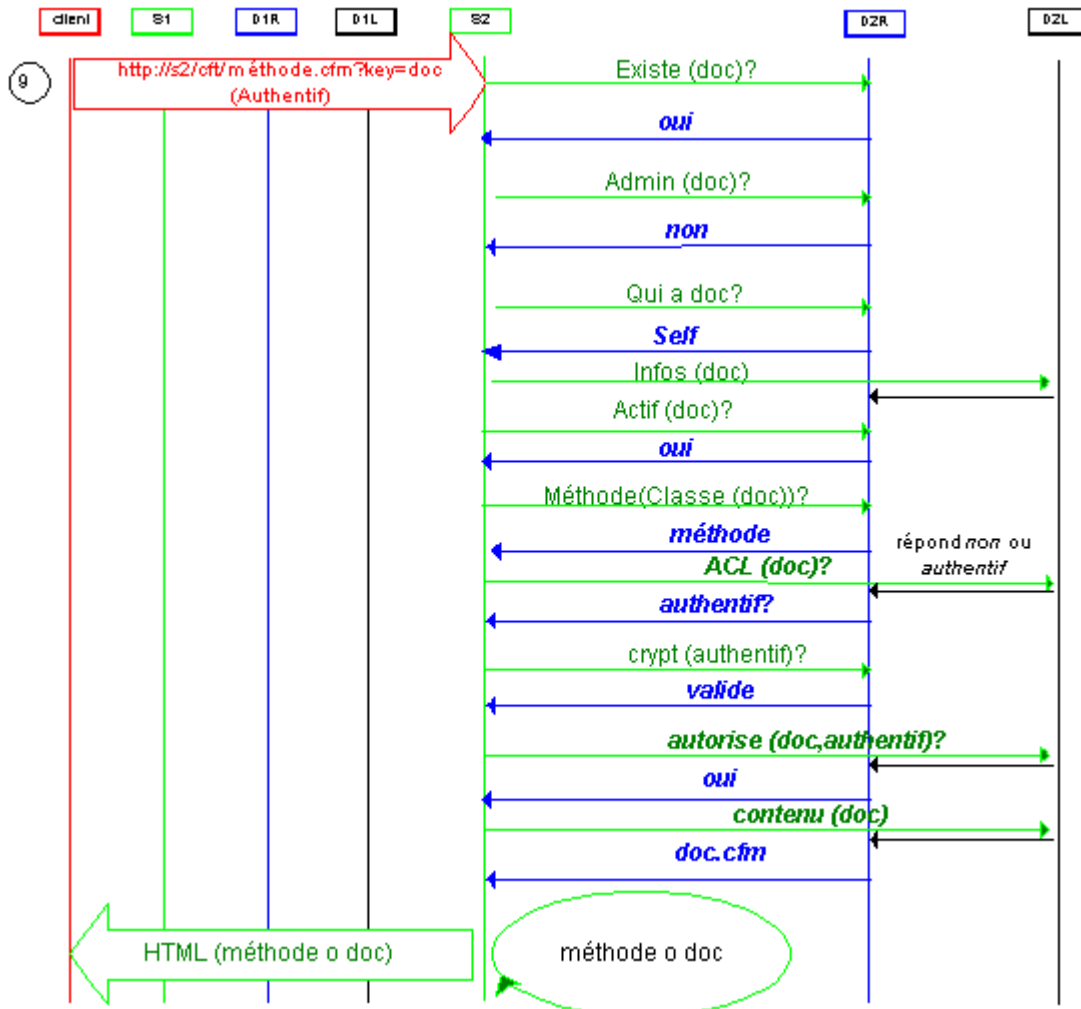 client S1 D1R D1L S2 D2R D2L
9
http://s2/cft/méthode.cfm?key=doc
(Authentif)
Existe (doc)?
oui
Admin (doc)?
non
Qui a doc?
Self
Infos (doc)
Actif (doc)?
oui
Méthode(Classe (doc))?
méthode
répond non ou
authentif
ACL (doc)?
authentif?
crypt (authentif)?
valide
autorise (doc,authentif)?
oui
contenu (doc)
doc.cfm
HTML (méthode o doc)
méthode o doc